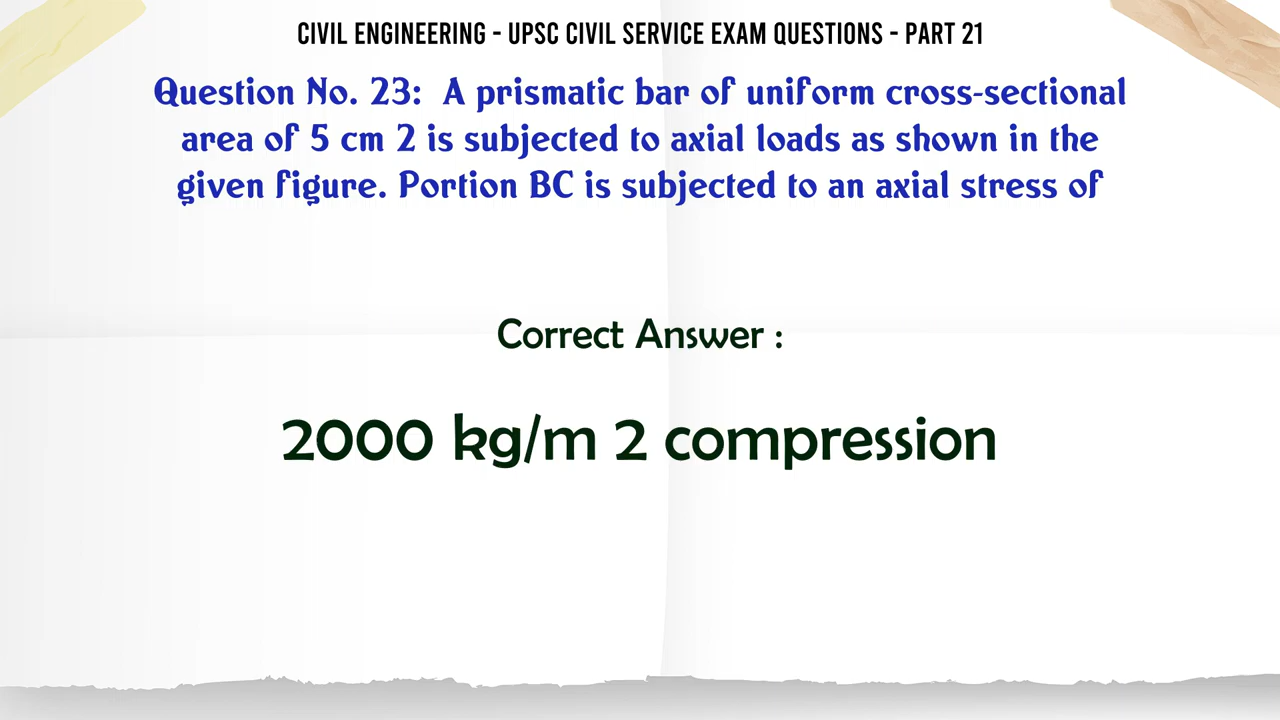 CIVIL ENGINEERING - UPSC CIVIL SERVICE EXAM QUESTIONS - PART 21
Question No. 23: A prismatic bar of uniform cross-sectional
area of 5 cm 2 is subjected to axial loads as shown in the
given figure. Portion BC is subjected to an axial stress of
Correct Answer :
2000 kg/m 2 compression